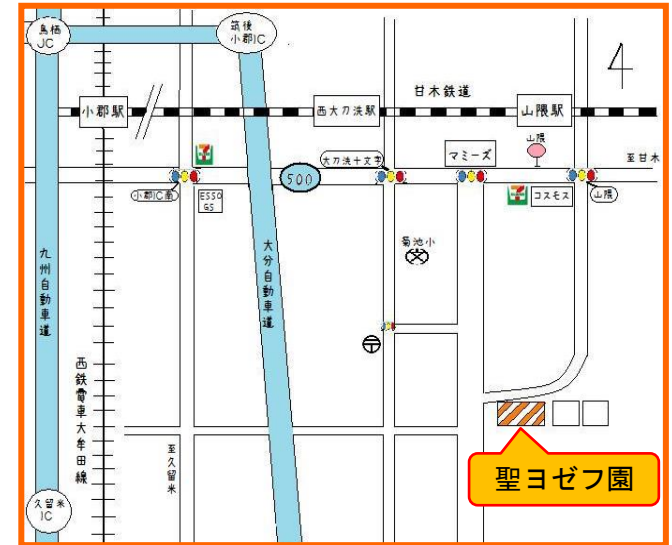 鳥栖
JC
筑後
小郡IC
甘木鉄道
小郡駅
西大刀洗駅
山隈駅
山隈
大刀洗十文字
マミーズ
至甘木
500
小郡IC南
ESSO
GS
コスモス
山隈
菊池小
九州自動車道
大分自動車道
西鉄電車大牟田線
至久留米
聖ヨゼフ園
久留米
IC